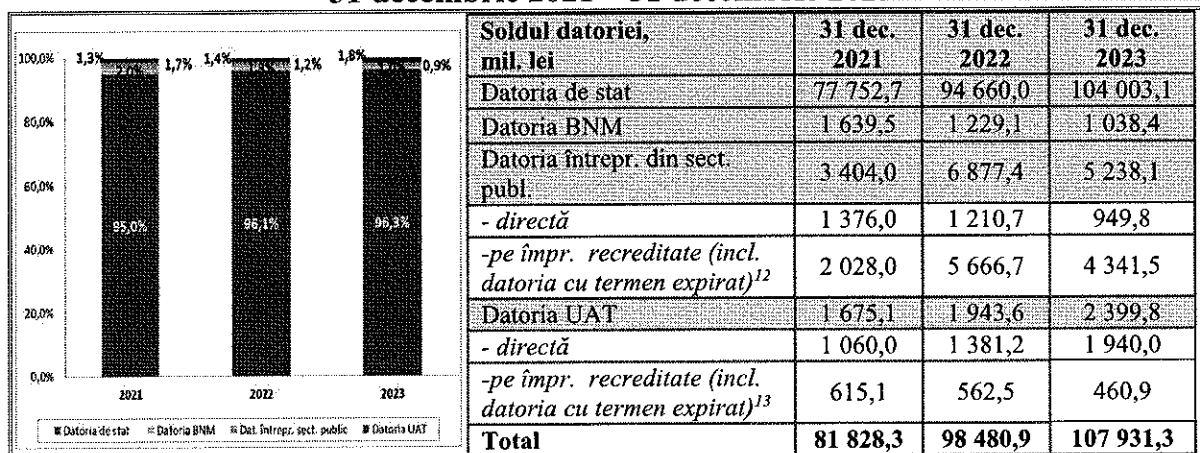 31 decembrie 2021 - 31 decembrie
100,0%
80,0%
60,0%
40,0%
20,0%
0,0%
1,3%
2,0%
1,7%
1,4%
1,2%
1,8%
0,9%
95,0%
96,1%
96,3%
2021
2022
2023
Datoria de stat
Datoria BNM
Dat. întrepr. sect. public
Datoria UAT
Soldul datoriei, mil. lei 31 dec. 2021 31 dec. 2022 31 dec. 2023
Datoria de stat 77 752,7 94 660,0 104 003,1
Datoria BNM 1 639,5 1 229,1 1 038,4
Datoria întrepr. din sect. publ. 3 404,0 6 877,4 5 238,1
- directă 1 376,0 1 210,7 949,8
-pe împr. recreditate (incl. datoria cu termen expirat)12 2 028,0 5 666,7 4 341,5
Datoria UAT 1 675,1 1 943,6 2 399,8
- directă 1 060,0 1 381,2 1 940,0
-pe împr. recreditate (incl. datoria cu termen expirat)13 615,1 562,5 460,9
Total 81 828,3 98 480,9 107 931,3